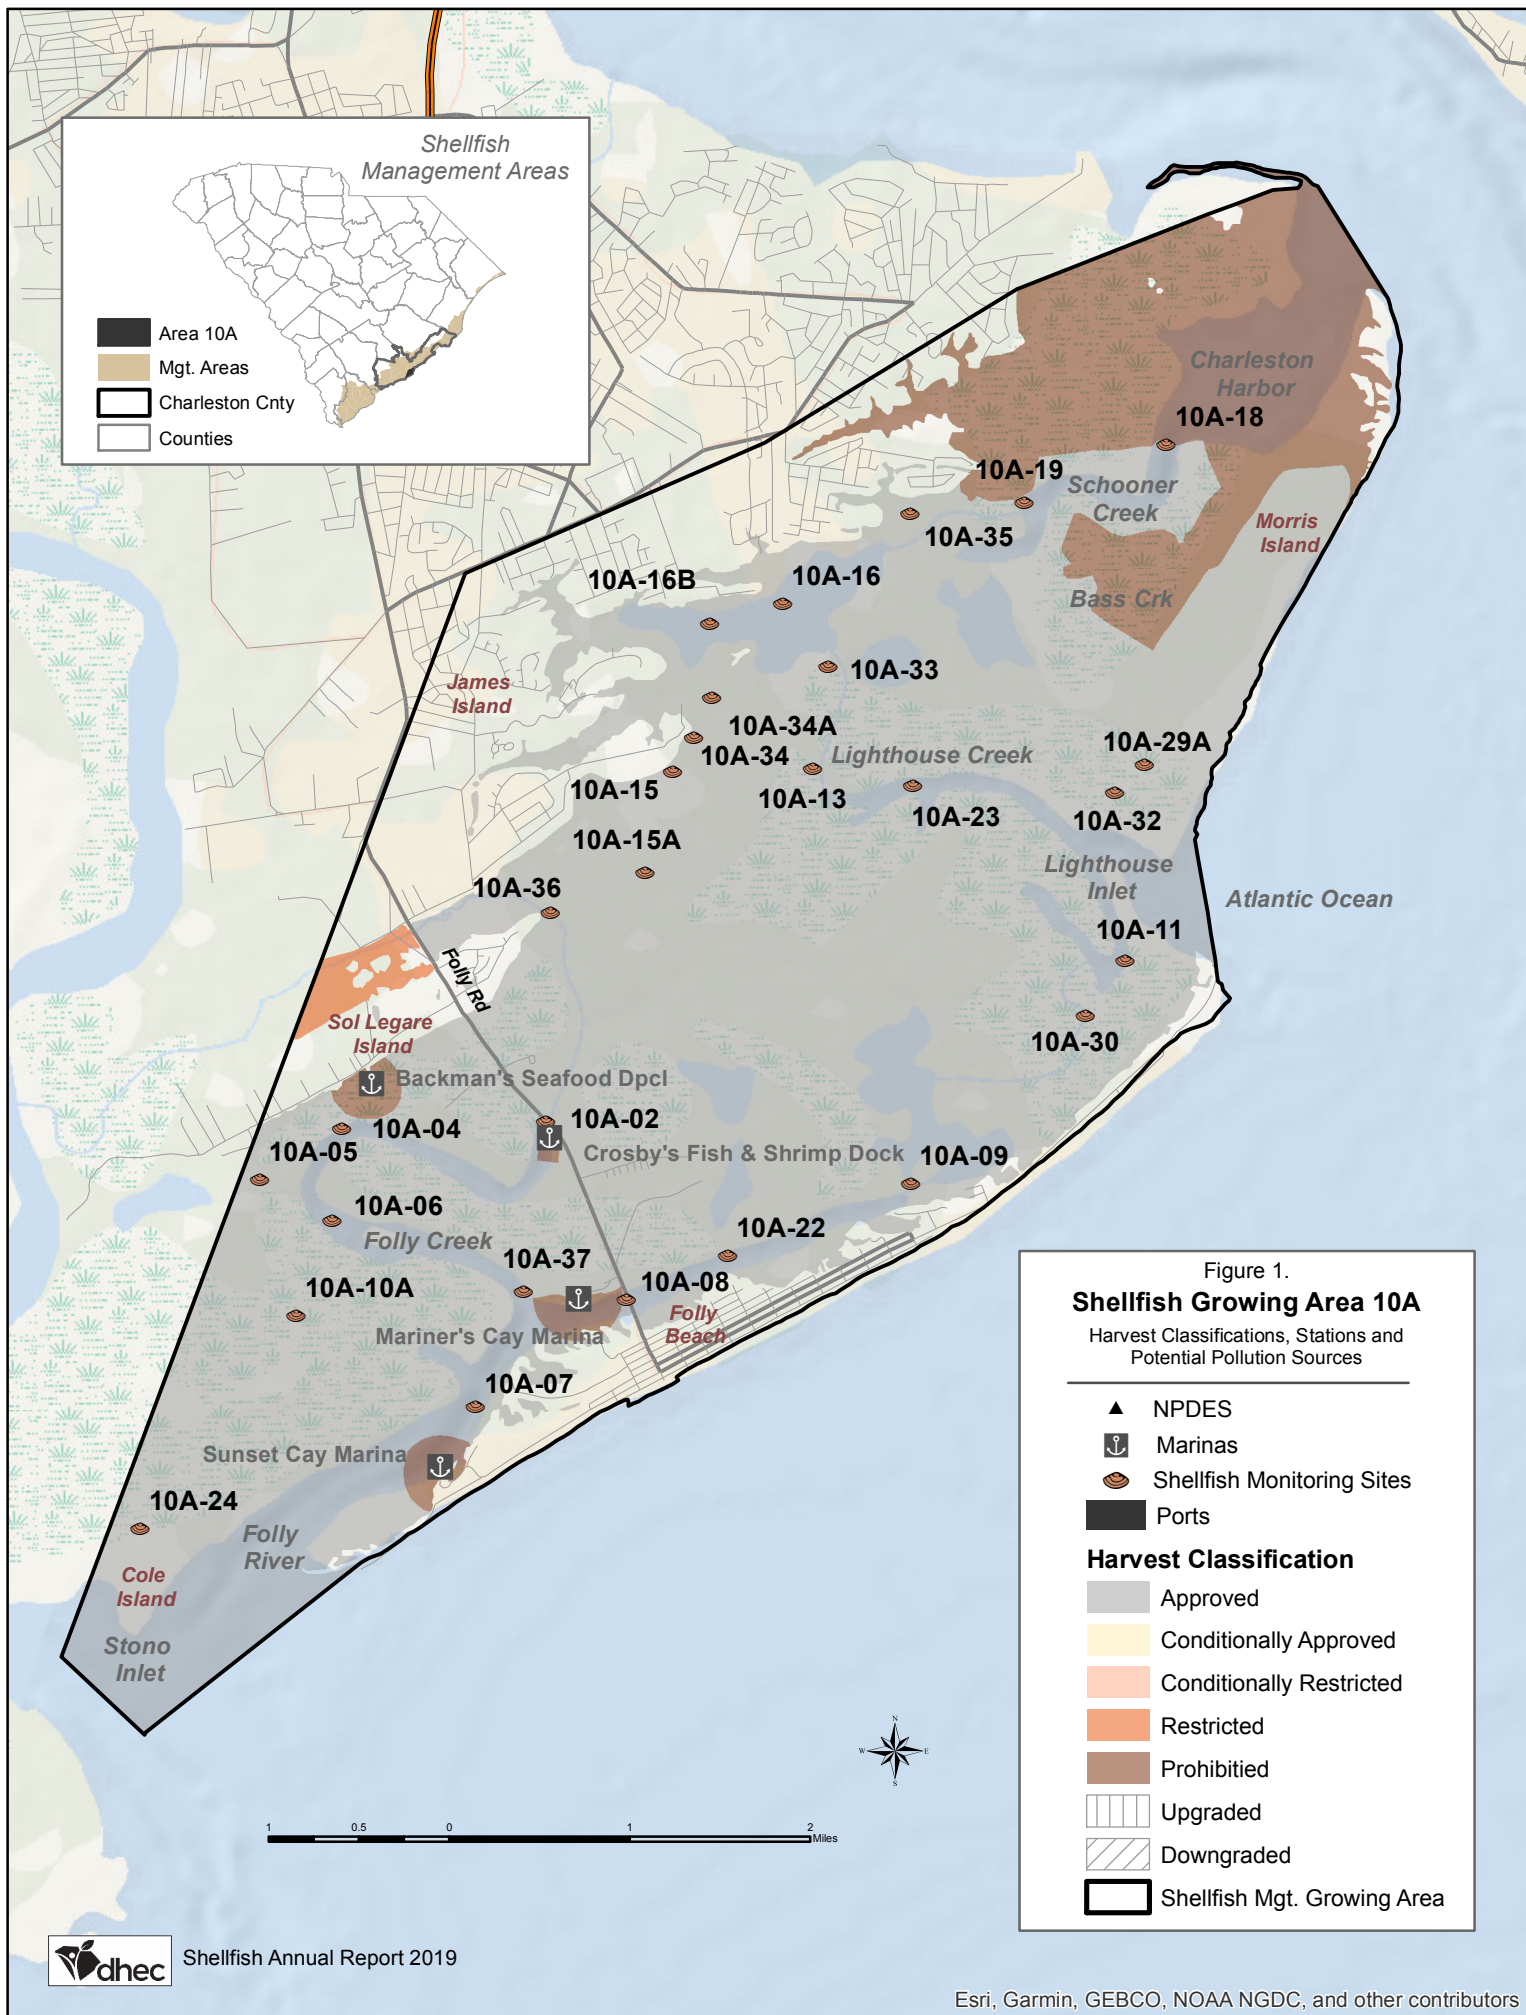 Shellfish
Management Areas
Area 10A
Mgt. Areas
Charleston Cnty
Counties
Charleston
Harbor
10A-18
10A-19
Schooner
Creek
10A-35
Morris
Island
10A-16
10A-16B
Bass Crk
10A-33
James
Island
10A-34A
10A-34
Lighthouse Creek
10A-29A
10A-15
10A-13
10A-23
10A-32
10A-15A
Lighthouse
Inlet
10A-36
Atlantic Ocean
10A-11
Folly Rd
Sol Legare
Island
10A-30
Backman's Seafood Dpcl
10A-04
10A-02
Crosby's Fish & Shrimp Dock
10A-05
10A-09
10A-06
Folly Creek
10A-22
10A-37
10A-10A
10A-08
Folly
Beach
Mariner's Cay Marina
10A-07
Sunset Cay Marina
10A-24
Folly
River
Cole
Island
Stono
Inlet
Figure 1.
Shellfish Growing Area 10A
Harvest Classifications, Stations and
Potential Pollution Sources
NPDES
Marinas
Shellfish Monitoring Sites
Ports
Harvest Classification
Approved
Conditionally Approved
Conditionally Restricted
Restricted
Prohibitied
Upgraded
Downgraded
Shellfish Mgt. Growing Area
N
W E
S
1 0.5 0 1 2
Miles
dhec
Shellfish Annual Report 2019
Esri, Garmin, GEBCO, NOAA NGDC, and other contributors